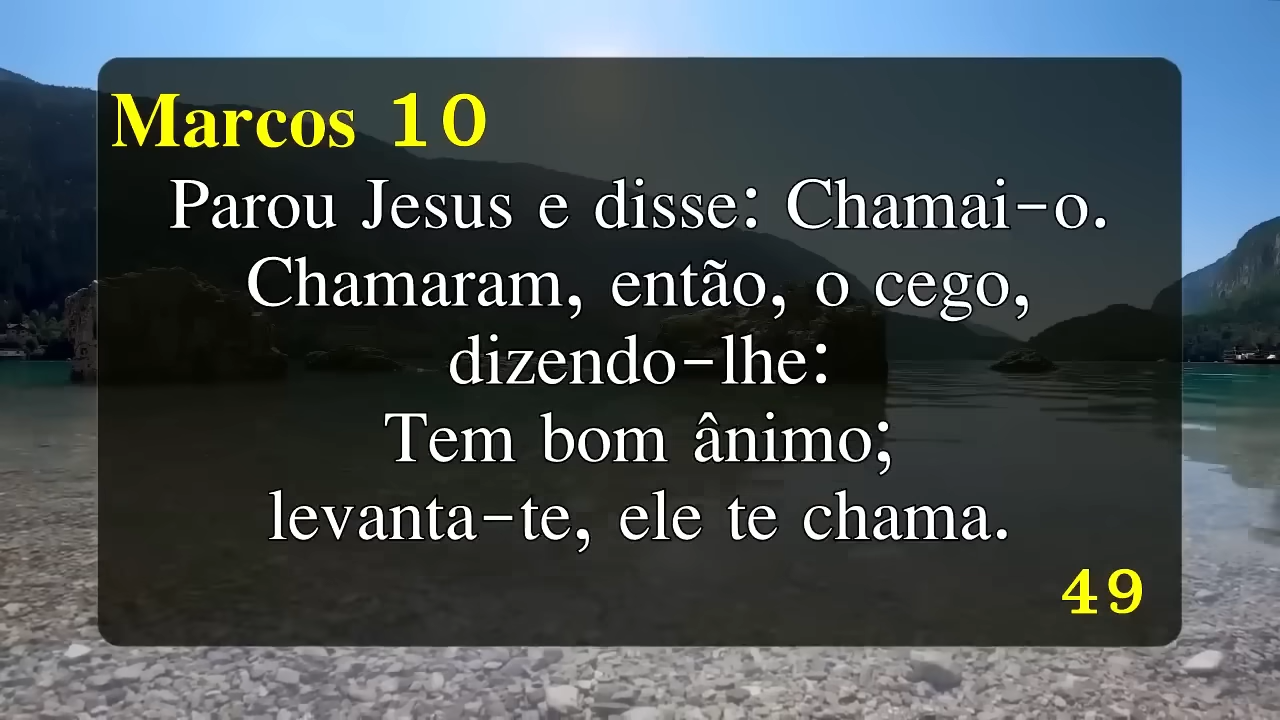 Marcos 10
Parou Jesus e disse: Chamai-o.
Chamaram, então, o cego,
dizendo-lhe:
Tem bom ânimo;
levanta-te, ele te chama.
49